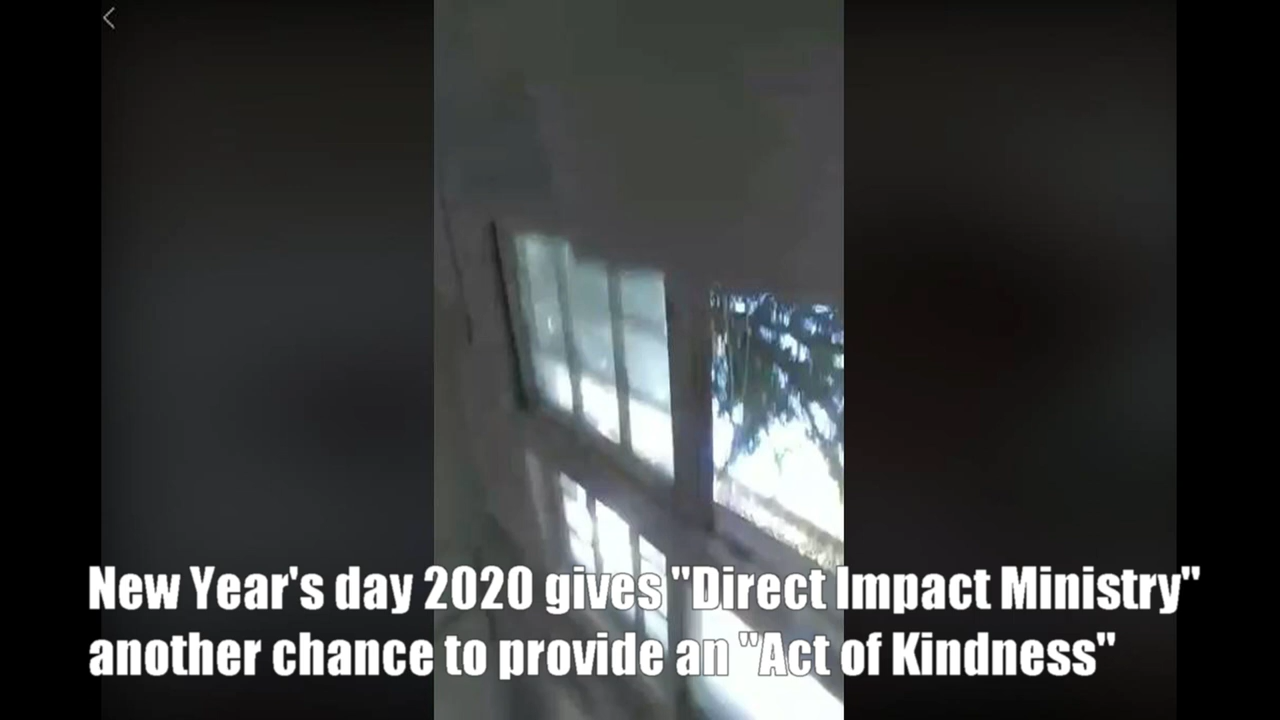 New Year's day 2020 gives "Direct Impact Ministry"
another chance to provide an "Act of Kindness"